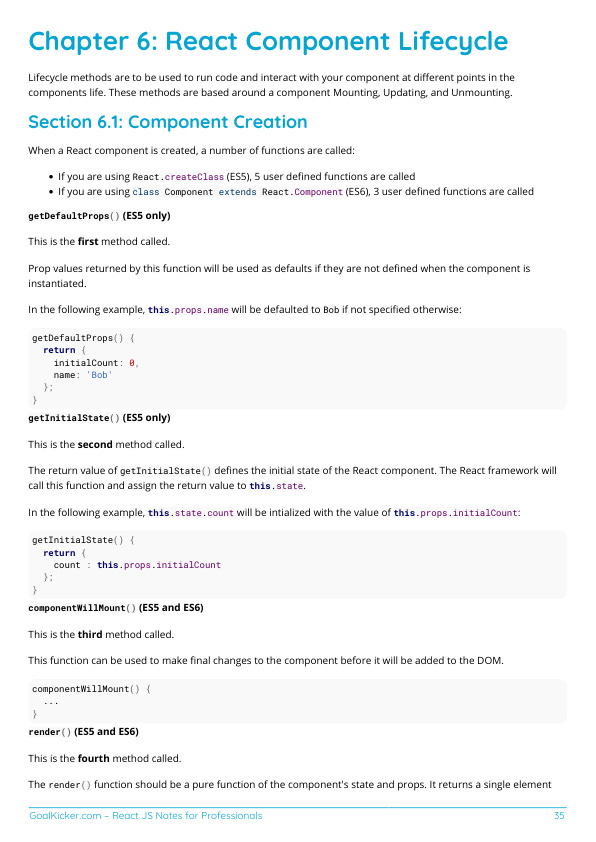 Chapter 6: React Component Lifecycle
Lifecycle methods are to be used to run code and interact with your component at different points in the
components life. These methods are based around a component Mounting, Updating, and Unmounting.
Section 6.1: Component Creation
When a React component is created, a number of functions are called:
• If you are using React.createClass (ES5), 5 user defined functions are called
• If you are using class Component extends React.Component (ES6), 3 user defined functions are called
getDefaultProps() (ES5 only)
This is the first method called.
Prop values returned by this function will be used as defaults if they are not defined when the component is
instantiated.
In the following example, this.props.name will be defaulted to Bob if not specified otherwise:
getDefaultProps() {
  return {
    initialCount: 0,
    name: 'Bob'
  };
}
getInitialState() (ES5 only)
This is the second method called.
The return value of getInitialState() defines the initial state of the React component. The React framework will
call this function and assign the return value to this.state.
In the following example, this.state.count will be intialized with the value of this.props.initialCount:
getInitialState() {
  return {
    count : this.props.initialCount
  };
}
componentWillMount() (ES5 and ES6)
This is the third method called.
This function can be used to make final changes to the component before it will be added to the DOM.
componentWillMount() {
  ...
}
render() (ES5 and ES6)
This is the fourth method called.
The render() function should be a pure function of the component's state and props. It returns a single element
GoalKicker.com – React JS Notes for Professionals 35